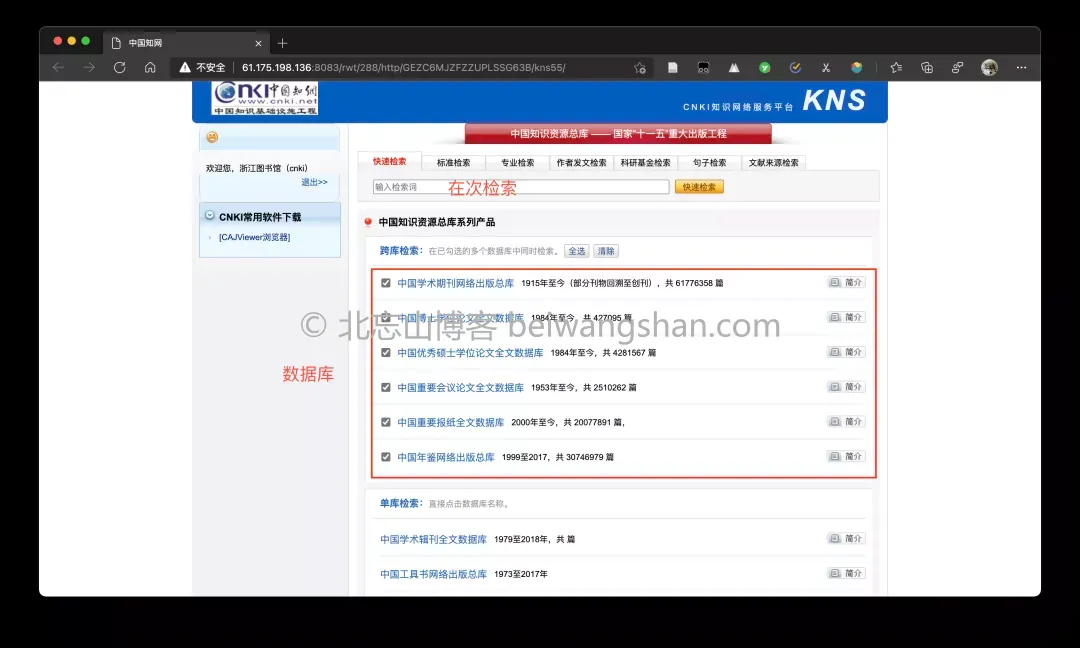 中国知网
不安全
61.175.198.136:8083/rwt/288/http/GEZC6MJZFZZUPLSSG63B/kns55/
cnki中国知网
www.cnki.net
中国知识基础设施工程
CNKI知识网络服务平台 KNS
中国知识资源总库 —— 国家“十一五”重大出版工程
欢迎您，浙江图书馆（cnki）
退出>>
CNKI常用软件下载
[CAJViewer浏览器]
快速检索 标准检索 专业检索 作者发文检索 科研基金检索 句子检索 文献来源检索
输入检索词 在次检索 快速检索
中国知识资源总库系列产品
跨库检索： 在已勾选的多个数据库中同时检索。 全选 清除
中国学术期刊网络出版总库 1915年至今（部分刊物回溯至创刊），共 61776358 篇 简介
中国博士学位论文全文数据库 1984年至今，共 427095 篇 简介
© 北忘山博客 beiwangshan.com
中国优秀硕士学位论文全文数据库 1984年至今，共 4281567 篇 简介
数据库
中国重要会议论文全文数据库 1953年至今，共 2510262 篇 简介
中国重要报纸全文数据库 2000年至今，共 20077891 篇， 简介
中国年鉴网络出版总库 1999至2017，共 30746979 篇 简介
单库检索： 直接点击数据库名称。
中国学术辑刊全文数据库 1979至2018年，共 篇 简介
中国工具书网络出版总库 1973至2017年 简介